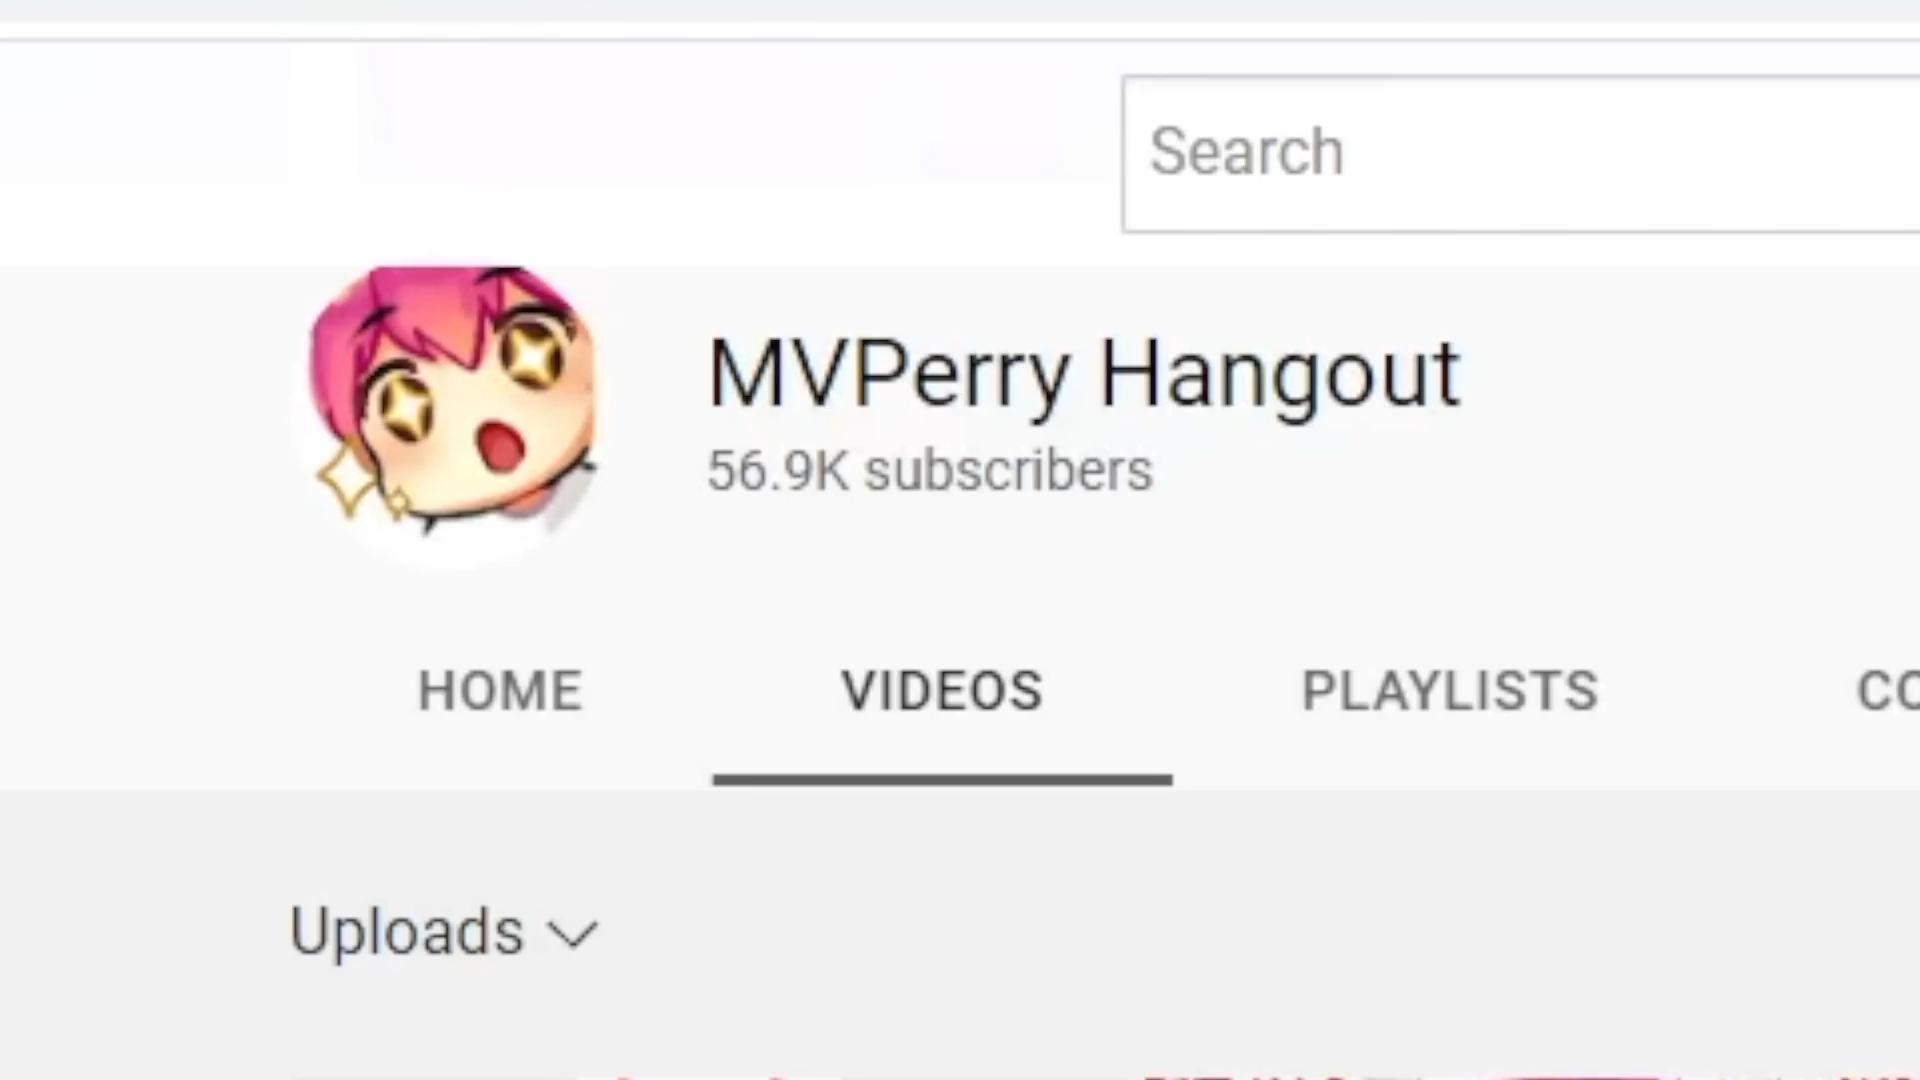 Search
MVPerry Hangout
56.9K subscribers
HOME VIDEOS PLAYLISTS
Uploads